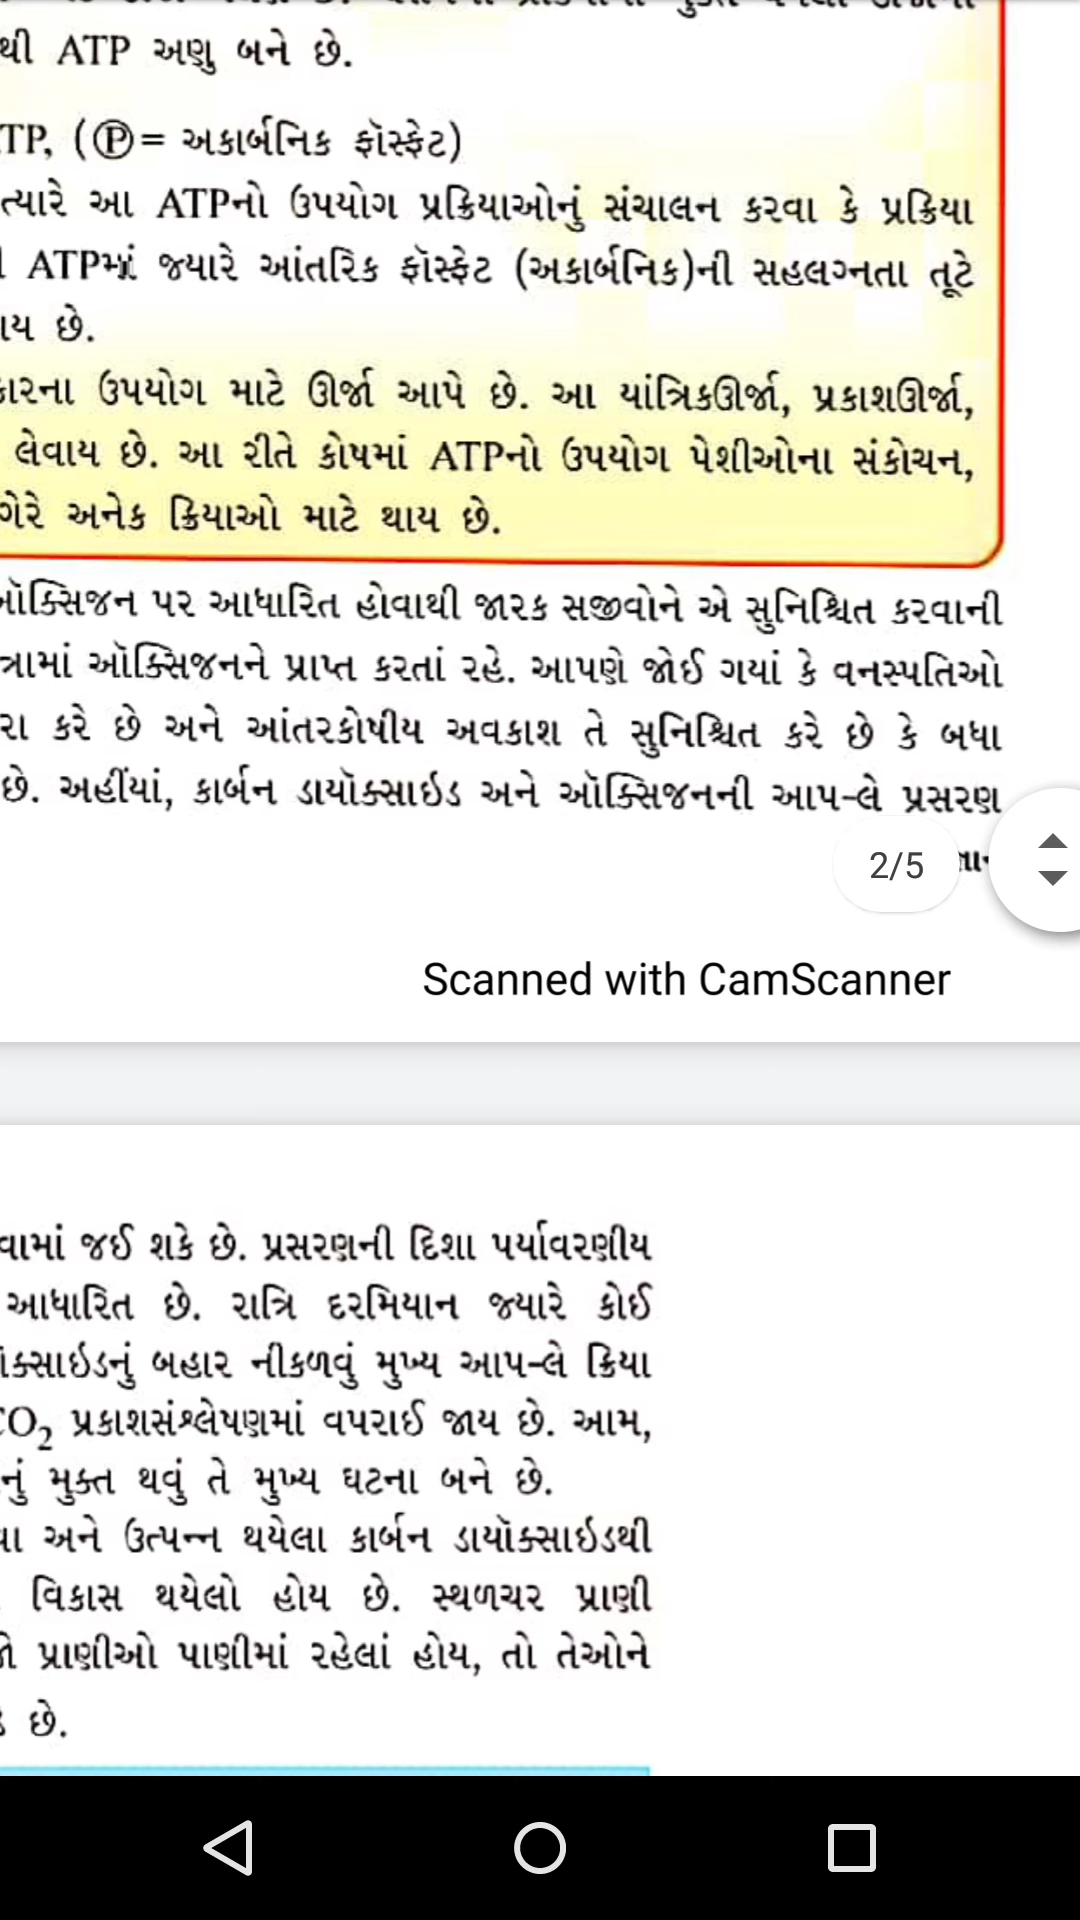 થી ATP અણુ બને છે.
TP, (Ⓟ= અકાર્બનિક ફૉસ્ફેટ)
ત્યારે આ ATPનો ઉપયોગ પ્રક્રિયાઓનું સંચાલન કરવા કે પ્રક્રિયા
ATPમાં જ્યારે આંતરિક ફૉસ્ફેટ (અકાર્બનિક)ની સહલગ્નતા તૂટે
ાય છે.
કારના ઉપયોગ માટે ઊર્જા આપે છે. આ યાંત્રિકઊર્જા, પ્રકાશઊર્જા,
લેવાય છે. આ રીતે કોષમાં ATPનો ઉપયોગ પેશીઓના સંકોચન,
ગેરે અનેક ક્રિયાઓ માટે થાય છે.
ઑક્સિજન પર આધારિત હોવાથી જારક સજીવોને એ સુનિશ્ચિત કરવાની
ત્રામાં ઑક્સિજનને પ્રાપ્ત કરતાં રહે. આપણે જોઈ ગયાં કે વનસ્પતિઓ
રા કરે છે અને આંતરકોષીય અવકાશ તે સુનિશ્ચિત કરે છે કે બધા
છે. અહીંયાં, કાર્બન ડાયૉક્સાઇડ અને ઑક્સિજનની આપ-લે પ્રસરણ
2/5
Scanned with CamScanner
વામાં જઈ શકે છે. પ્રસરણની દિશા પર્યાવરણીય
આધારિત છે. રાત્રિ દરમિયાન જ્યારે કોઈ
ૉક્સાઇડનું બહાર નીકળવું મુખ્ય આપ-લે ક્રિયા
CO₂ પ્રકાશસંશ્લેષણમાં વપરાઈ જાય છે. આમ,
નું મુક્ત થવું તે મુખ્ય ઘટના બને છે.
વા અને ઉત્પન્ન થયેલા કાર્બન ડાયૉક્સાઇડથી
વિકાસ થયેલો હોય છે. સ્થળચર પ્રાણી
પ્રાણીઓ પાણીમાં રહેલાં હોય, તો તેઓને
છે.